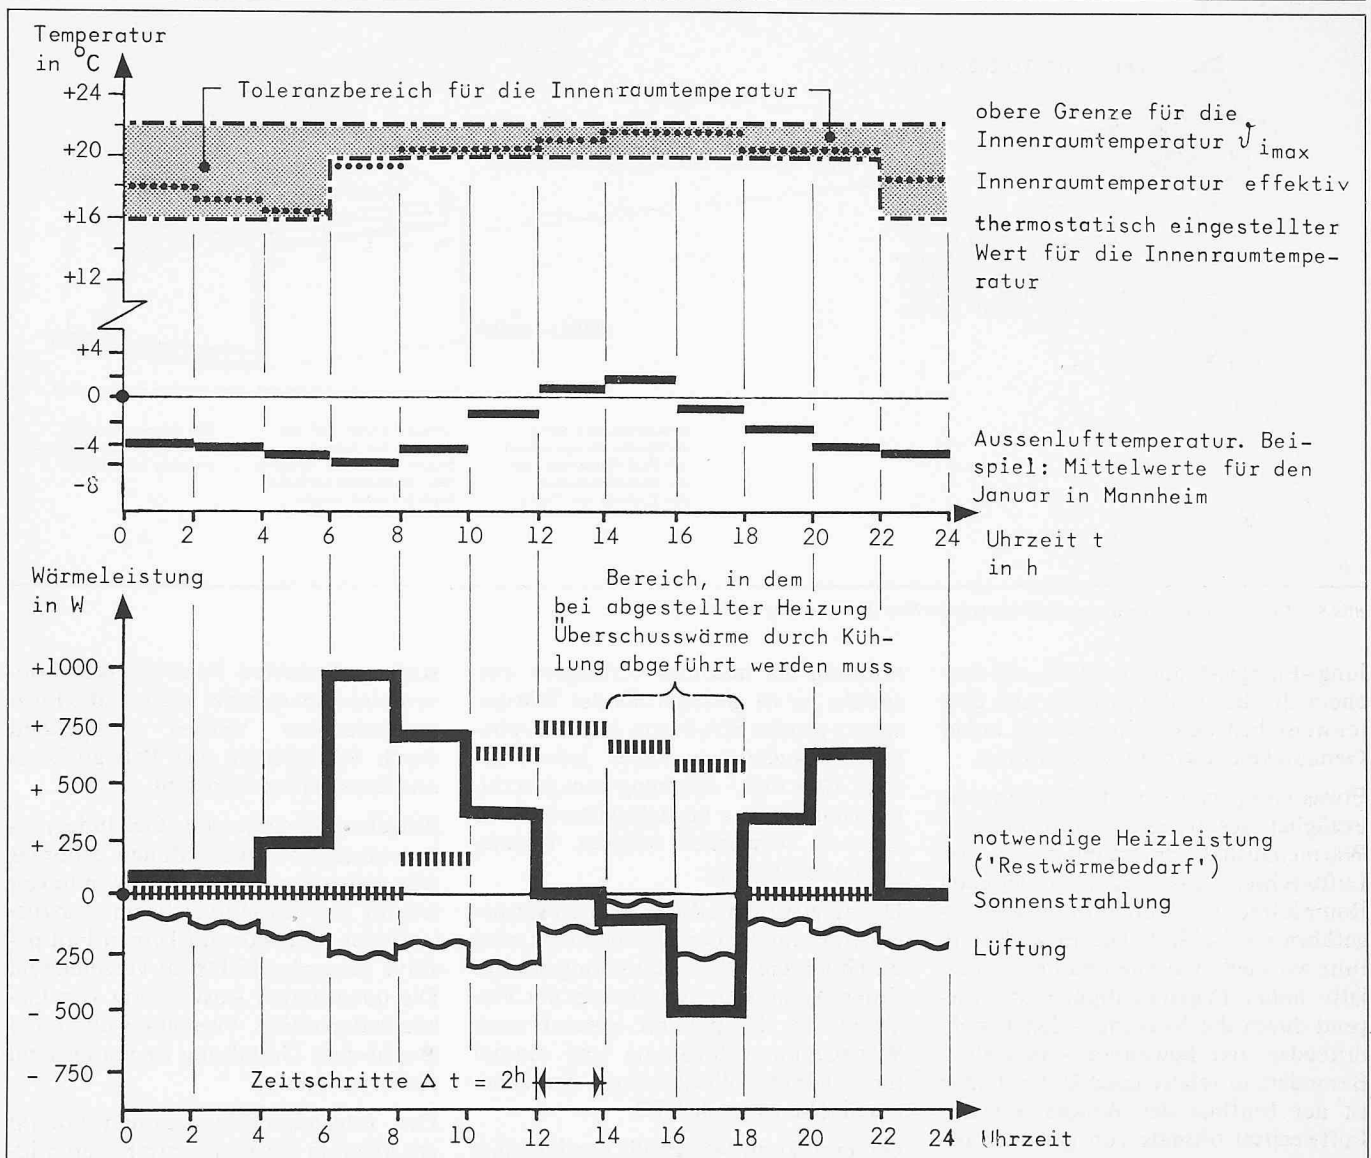 Temperatur
in °C
+24
+20
+16
+12
+4
0
-4
-8
Toleranzbereich für die Innenraumtemperatur
obere Grenze für die
Innenraumtemperatur ϑimax
Innenraumtemperatur effektiv
thermostatisch eingestellter
Wert für die Innenraumtempe-
ratur
Aussenlufttemperatur. Bei-
spiel: Mittelwerte für den
Januar in Mannheim
0 2 4 6 8 10 12 14 16 18 20 22 24
Uhrzeit t
in h
Wärmeleistung
in W
+1000
+ 750
+ 500
+ 250
0
- 250
- 500
- 750
Bereich, in dem
bei abgestellter Heizung
Überschusswärme durch Küh-
lung abgeführt werden muss
notwendige Heizleistung
('Restwärmebedarf')
Sonnenstrahlung
Lüftung
Zeitschritte Δ t = 2h
0 2 4 6 8 10 12 14 16 18 20 22 24
Uhrzeit